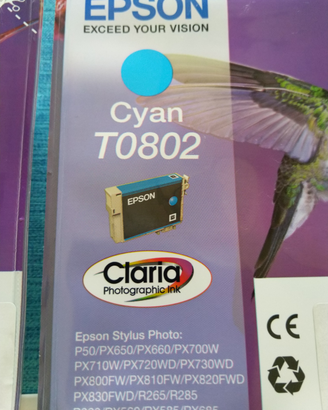 EPSON
EXCEED YOUR VISION
Cyan
T0802
EPSON
Claria
Photographic Ink
Epson Stylus Photo:
P50/PX650/PX660/PX700W
PX710W/PX720WD/PX730WD
PX800FW/PX810FW/PX820FWD
PX830FWD/R265/R285
CE